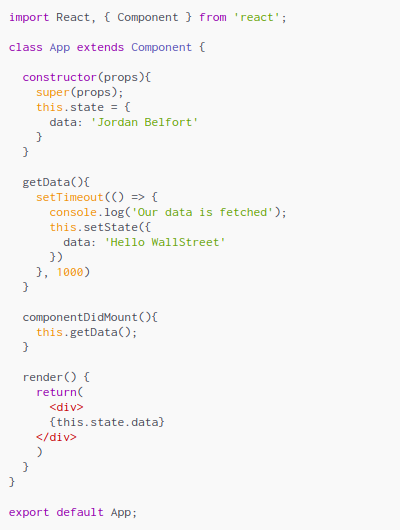 import React, { Component } from 'react';

class App extends Component {

  constructor(props){
    super(props);
    this.state = {
      data: 'Jordan Belfort'
    }
  }

  getData(){
    setTimeout(() => {
      console.log('Our data is fetched');
      this.setState({
        data: 'Hello WallStreet'
      })
    }, 1000)
  }

  componentDidMount(){
    this.getData();
  }

  render() {
    return(
      <div>
      {this.state.data}
    </div>
    )
  }
}

export default App;